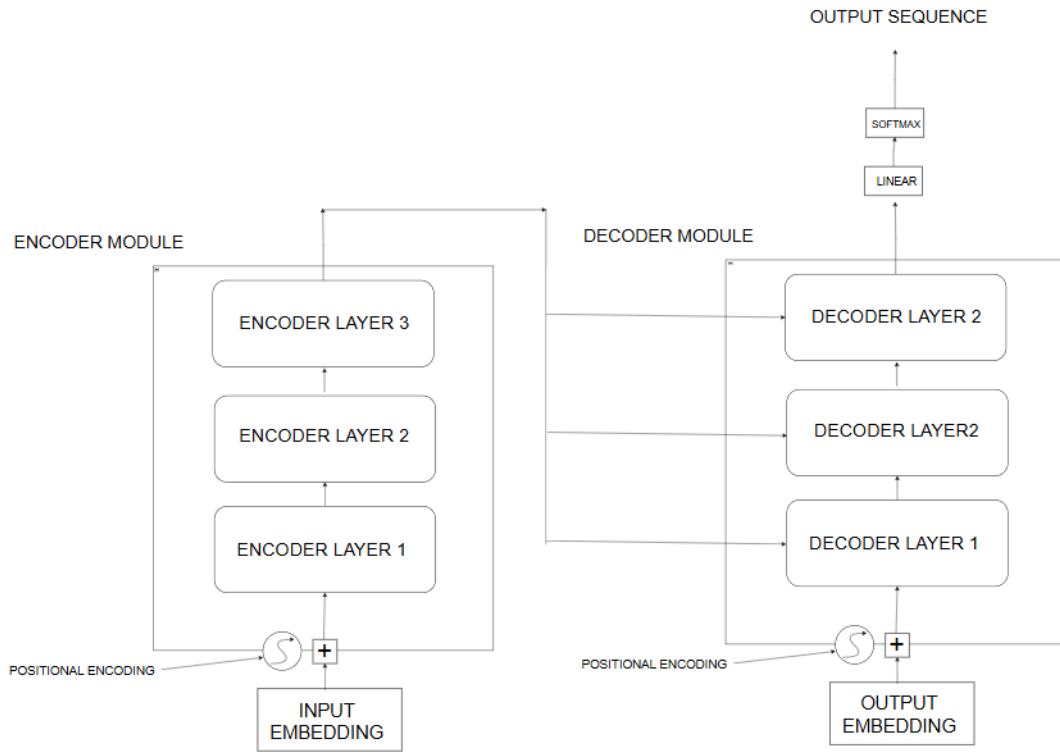 OUTPUT SEQUENCE
SOFTMAX
LINEAR
ENCODER MODULE
DECODER MODULE
ENCODER LAYER 3
ENCODER LAYER 2
ENCODER LAYER 1
DECODER LAYER 2
DECODER LAYER2
DECODER LAYER 1
+
POSITIONAL ENCODING
INPUT
EMBEDDING
+
POSITIONAL ENCODING
OUTPUT
EMBEDDING